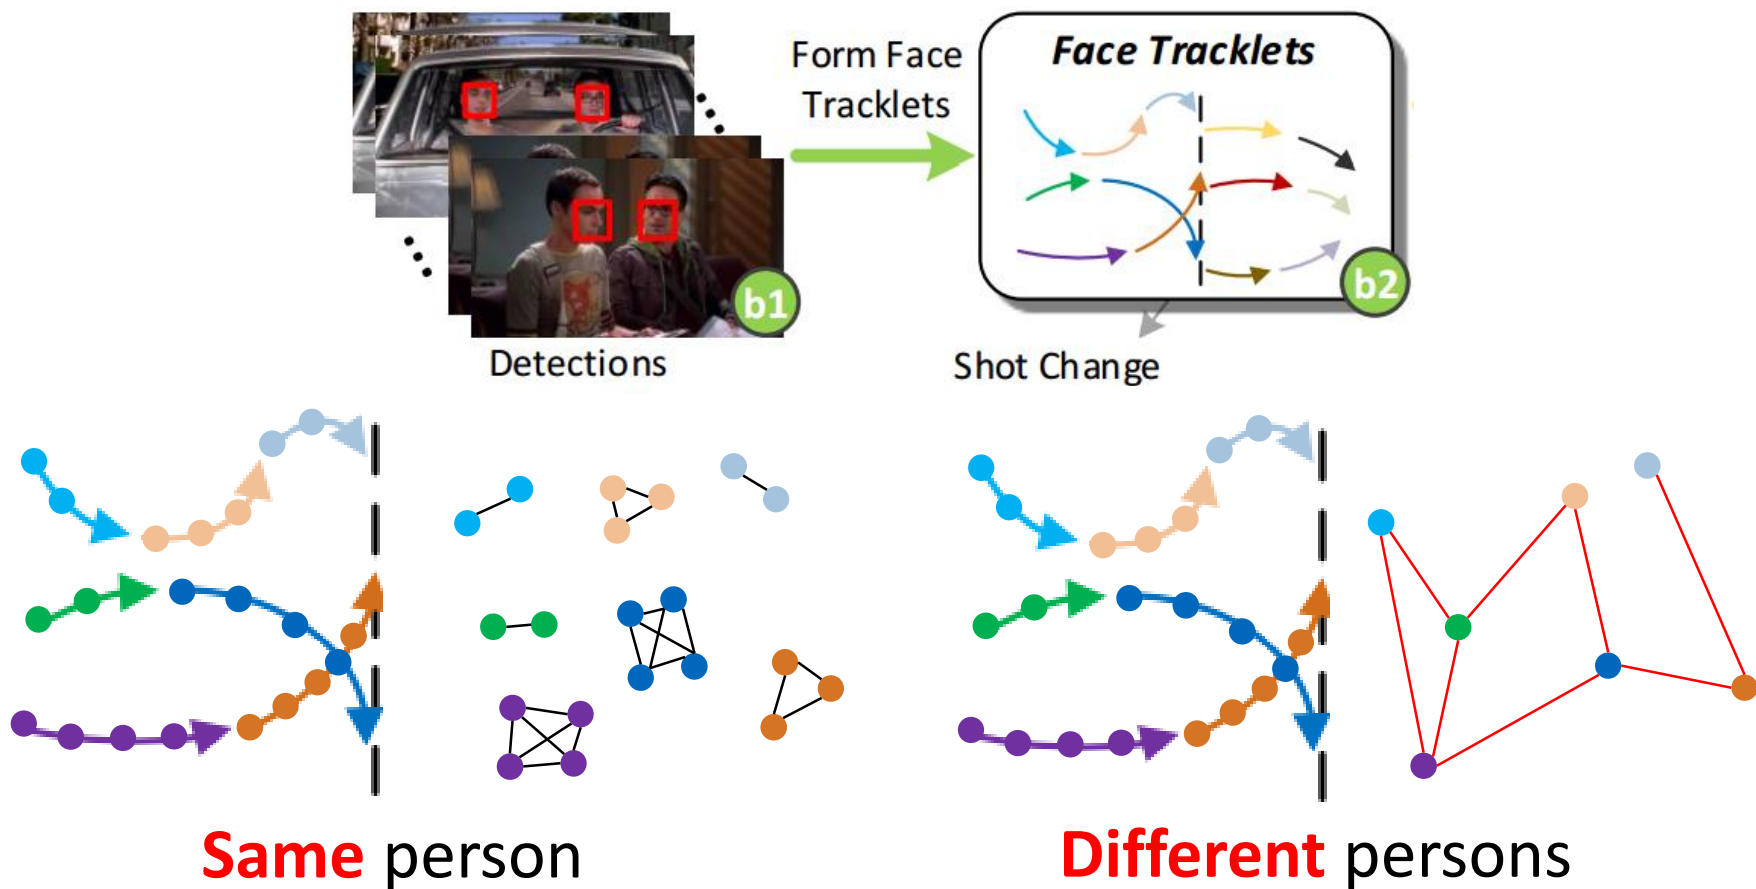 Form Face
Tracklets
Face Tracklets
b1
b2
Detections
Shot Change
Same person
Different persons